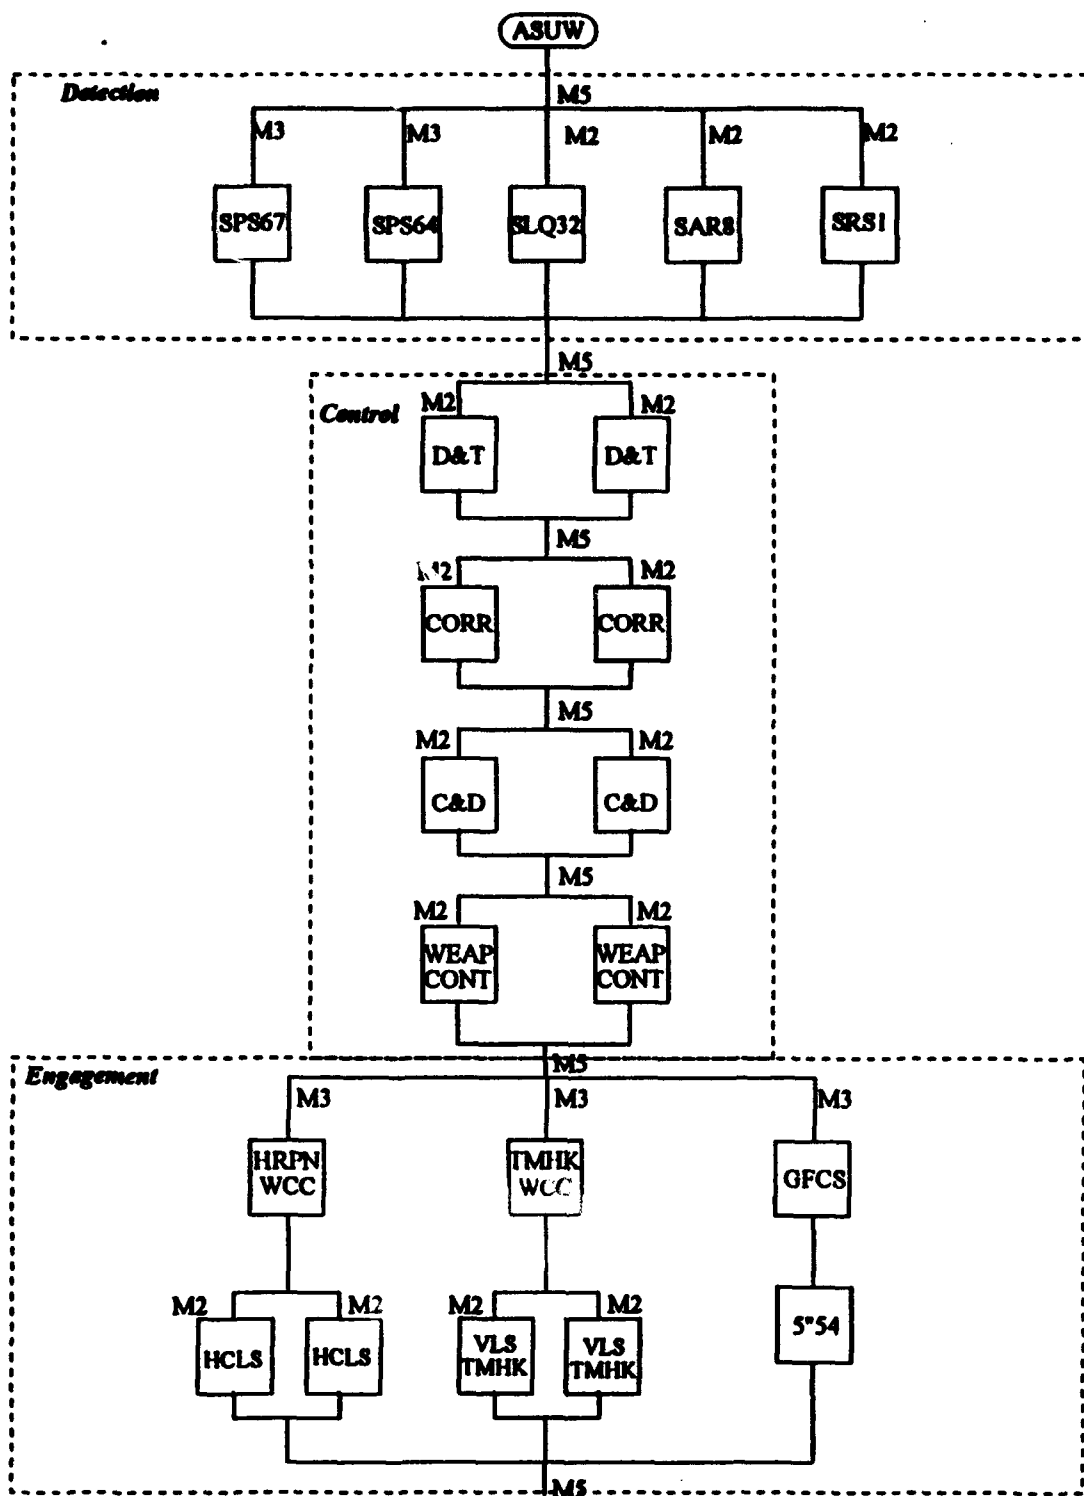 ASUW
Detection
M5
M3 M3 M2 M2 M2
SPS67 SPS64 SLQ32 SAR8 SRS1
M5
Control
M2 M2
D&T D&T
M5
M2 M2
CORR CORR
M5
M2 M2
C&D C&D
M5
M2 M2
WEAP CONT WEAP CONT
M5
Engagement
M3 M3 M3
HRPN WCC TMHK WCC GFCS
M2 M2 M2 M2
HCLS HCLS VLS TMHK VLS TMHK 5"54
M5